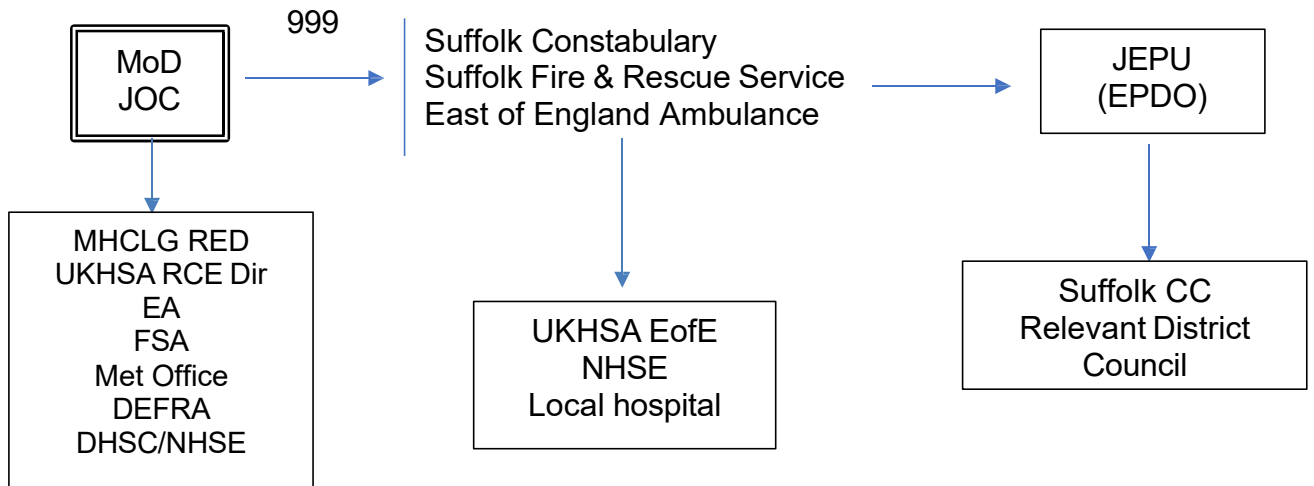 999
MoD
JOC
Suffolk Constabulary
Suffolk Fire & Rescue Service
East of England Ambulance
JEPU
(EPDO)
MHCLG RED
UKHSA RCE Dir
EA
FSA
Met Office
DEFRA
DHSC/NHSE
UKHSA EofE
NHSE
Local hospital
Suffolk CC
Relevant District
Council